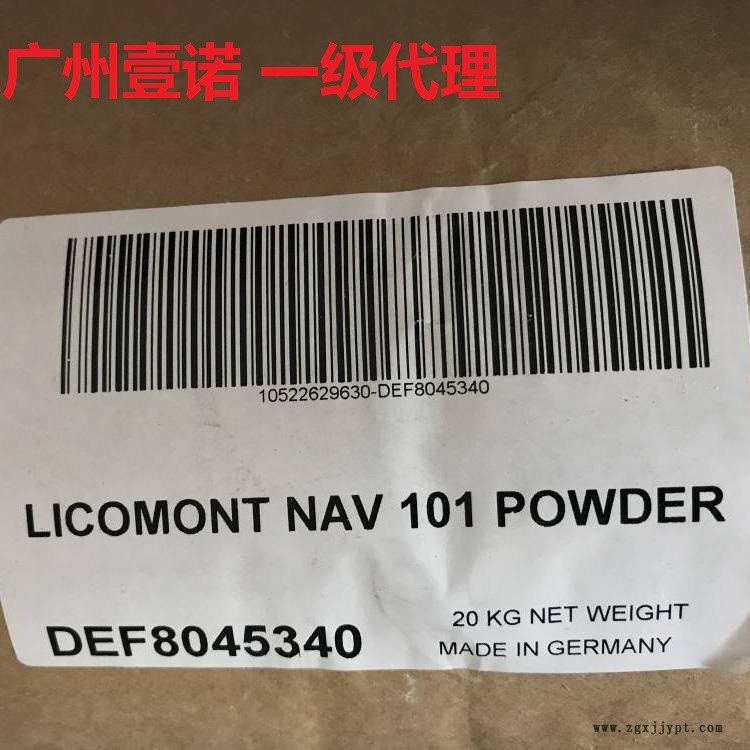 广州壹诺 一级代理
10522629630-DEF8045340
LICOMONT NAV 101 POWDER
20 KG NET WEIGHT
DEF8045340
MADE IN GERMANY
www.zgxjjypt.com